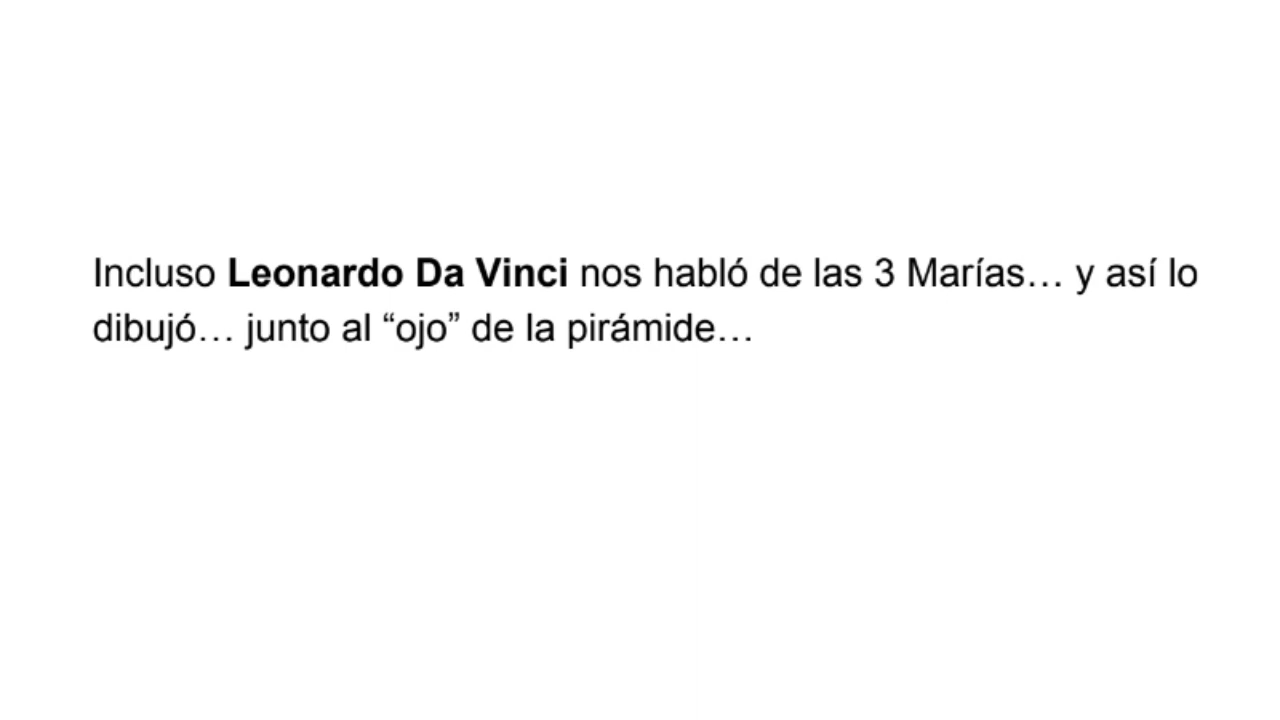 Incluso Leonardo Da Vinci nos habló de las 3 Marías… y así lo
dibujó… junto al “ojo” de la pirámide…